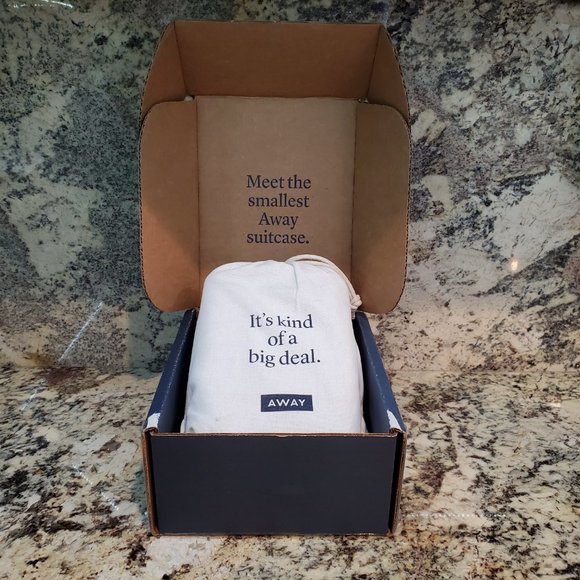 Meet the
smallest
Away
suitcase.
It's kind
of a
big deal.
AWAY